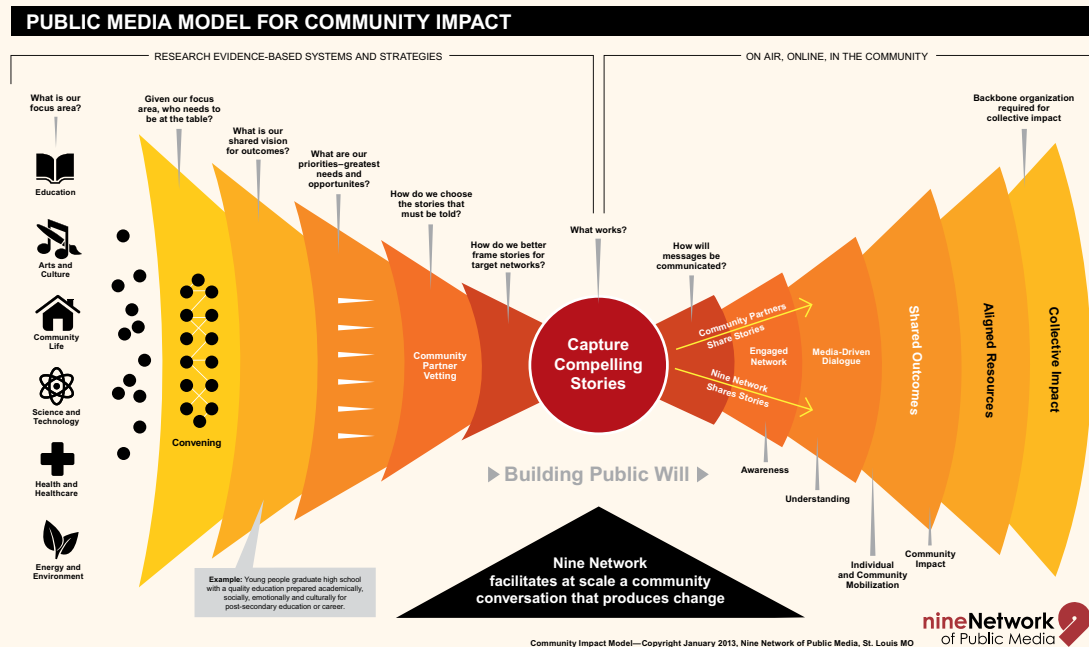 PUBLIC MEDIA MODEL FOR COMMUNITY IMPACT
RESEARCH EVIDENCE-BASED SYSTEMS AND STRATEGIES
ON AIR, ONLINE, IN THE COMMUNITY
What is our
focus area?
Education
Arts and
Culture
Community
Life
Science and
Technology
Health and
Healthcare
Energy and
Environment
Given our focus
area, who needs to
be at the table?
Convening
What is our
shared vision
for outcomes?
Example: Young people graduate high school
with a quality education prepared academically,
socially, emotionally and culturally for
post-secondary education or career.
What are our
priorities–greatest
needs and
opportunites?
How do we choose
the stories that
must be told?
Community
Partner
Vetting
How do we better
frame stories for
target networks?
What works?
Capture
Compelling
Stories
Building Public Will
Nine Network
facilitates at scale a community
conversation that produces change
How will
messages be
communicated?
Community Partners
Share Stories
Nine Network
Shares Stories
Engaged
Network
Awareness
Media-Driven
Dialogue
Understanding
Shared Outcomes
Individual
and Community
Mobilization
Community
Impact
Aligned Resources
Backbone organization
required for
collective impact
Collective Impact
nineNetwork
of Public Media
Community Impact Model—Copyright January 2013, Nine Network of Public Media, St. Louis MO